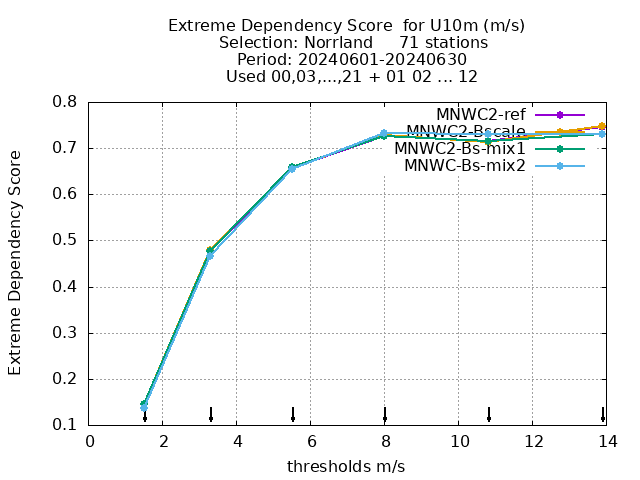 Extreme Dependency Score  for U10m (m/s)
Selection: Norrland     71 stations
Period: 20240601-20240630
Used 00,03,...,21 + 01 02 ... 12
Extreme Dependency Score
0.8
0.7
0.6
0.5
0.4
0.3
0.2
0.1
MNWC2-ref
MNWC2-Bscale
MNWC2-Bs-mix1
MNWC-Bs-mix2
0 2 4 6 8 10 12 14
thresholds m/s